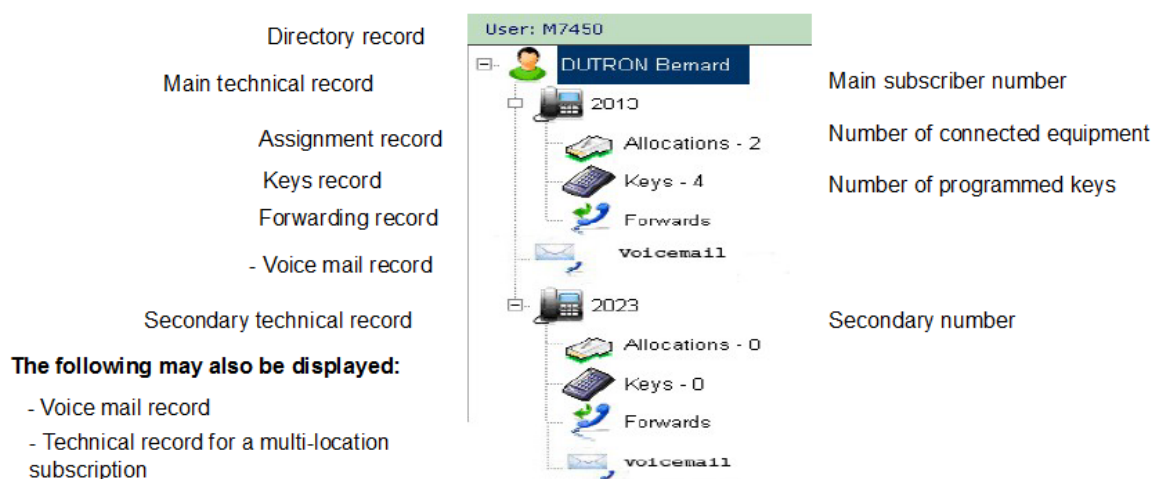 Directory record
User: M7450
DUTRON Bernard
Main technical record
Main subscriber number
2013
Assignment record
Allocations - 2
Number of connected equipment
Keys record
Keys - 4
Number of programmed keys
Forwarding record
Forwards
- Voice mail record
Voicemail
Secondary technical record
2023
Secondary number
Allocations - 0
The following may also be displayed:
Keys - 0
- Voice mail record
Forwards
- Technical record for a multi-location
subscription
voicemail